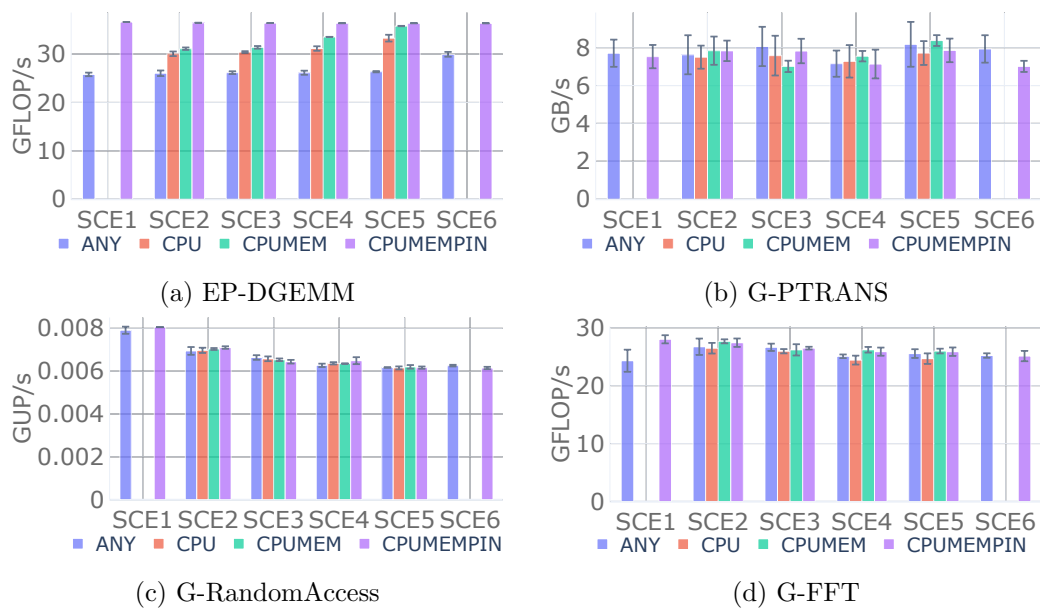 GFLOP/s
30
20
10
0
SCE1 SCE2 SCE3 SCE4 SCE5 SCE6
ANY CPU CPUMEM CPUMEMPIN
(a) EP-DGEMM
GB/s
8
6
4
2
0
SCE1 SCE2 SCE3 SCE4 SCE5 SCE6
ANY CPU CPUMEM CPUMEMPIN
(b) G-PTRANS
GUP/s
0.008
0.006
0.004
0.002
0
SCE1 SCE2 SCE3 SCE4 SCE5 SCE6
ANY CPU CPUMEM CPUMEMPIN
(c) G-RandomAccess
GFLOP/s
30
20
10
0
SCE1 SCE2 SCE3 SCE4 SCE5 SCE6
ANY CPU CPUMEM CPUMEMPIN
(d) G-FFT